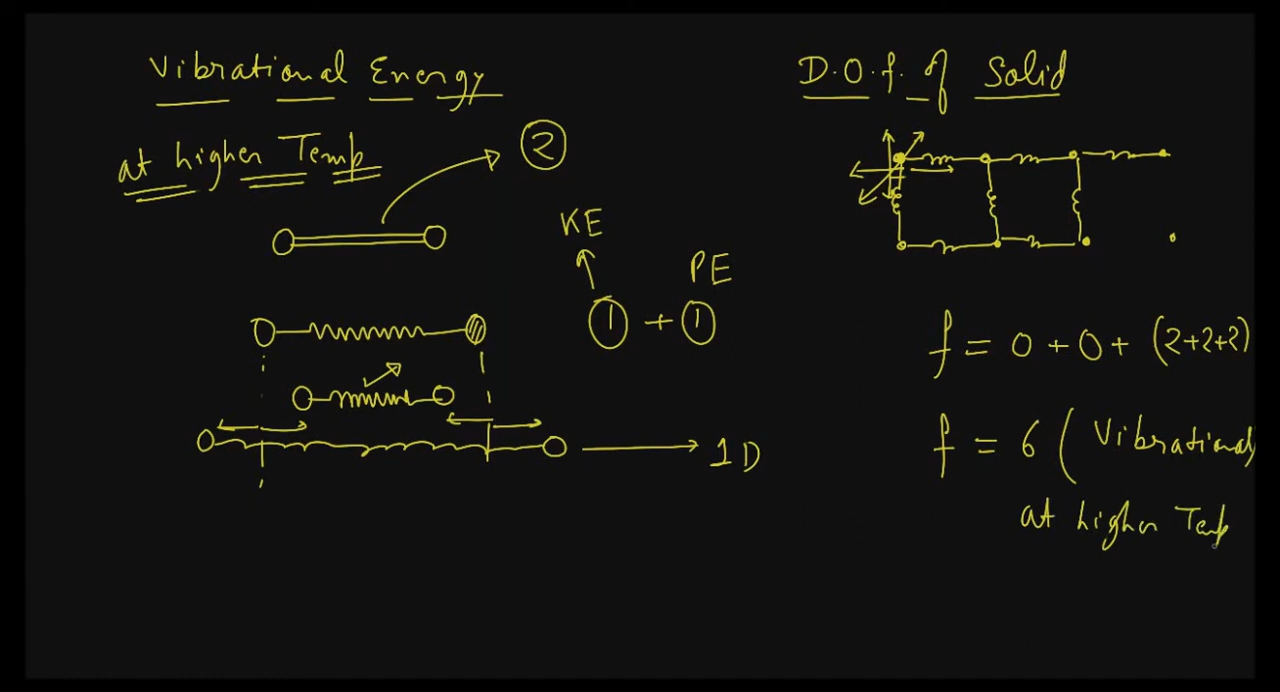 Vibrational Energy
at higher Temp
2
KE
PE
1 + 1
1D
D.O.f. of Solid
f = 0 + 0 + (2+2+2)
f = 6 (Vibrational
at higher Temp